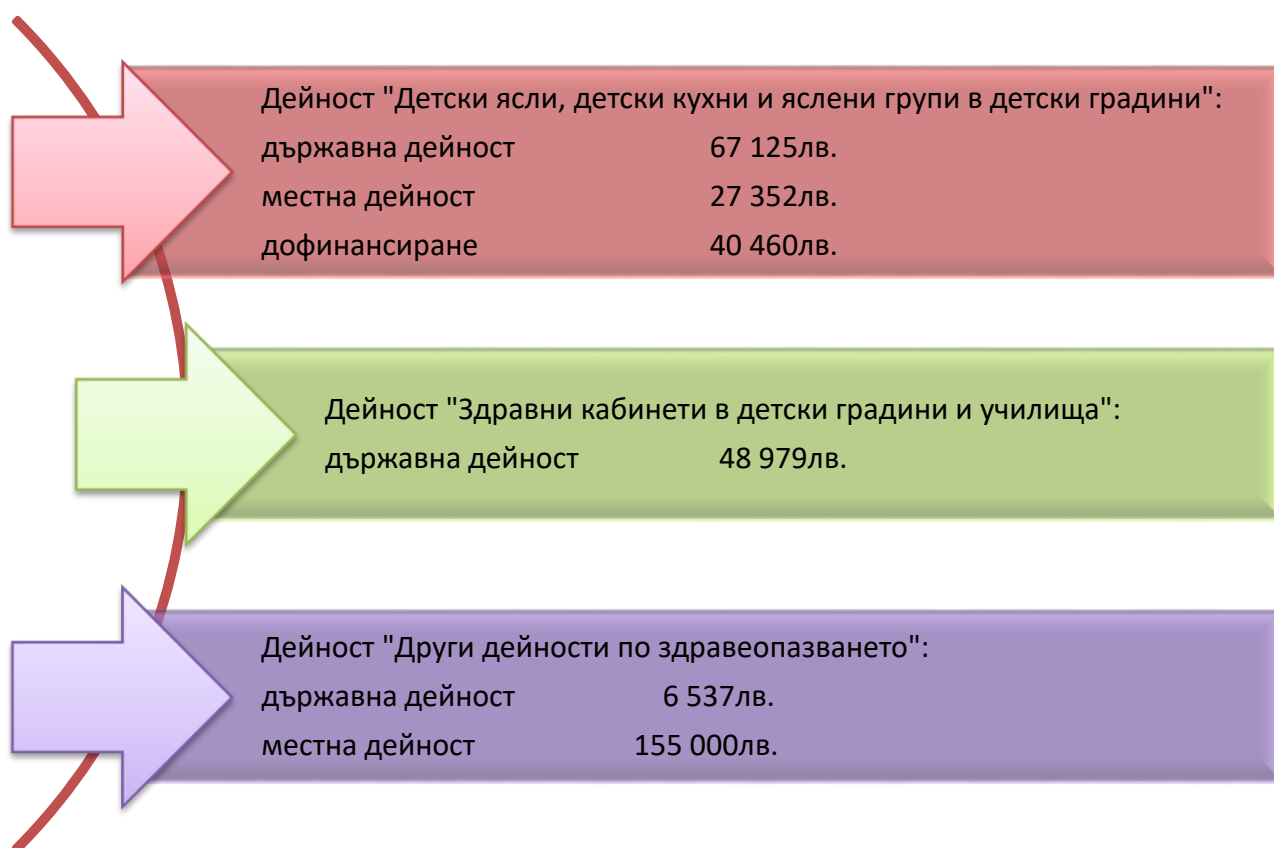 Дейност "Детски ясли, детски кухни и яслени групи в детски градини":
държавна дейност 67 125лв.
местна дейност 27 352лв.
дофинансиране 40 460лв.
Дейност "Здравни кабинети в детски градини и училища":
държавна дейност 48 979лв.
Дейност "Други дейности по здравеопазването":
държавна дейност 6 537лв.
местна дейност 155 000лв.